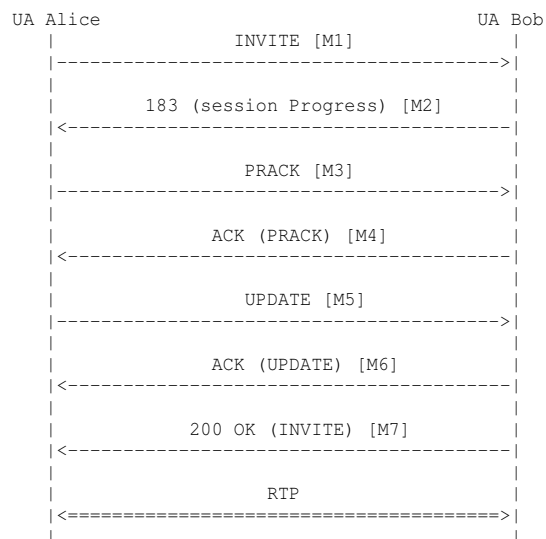 UA Alice UA Bob
INVITE [M1]
183 (session Progress) [M2]
PRACK [M3]
ACK (PRACK) [M4]
UPDATE [M5]
ACK (UPDATE) [M6]
200 OK (INVITE) [M7]
RTP